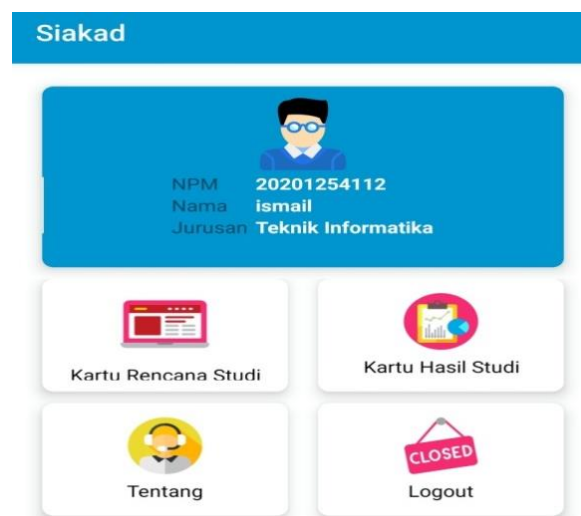 Siakad
NPM 20201254112
Nama ismail
Jurusan Teknik Informatika
Kartu Rencana Studi
Kartu Hasil Studi
CLOSED
Tentang
Logout